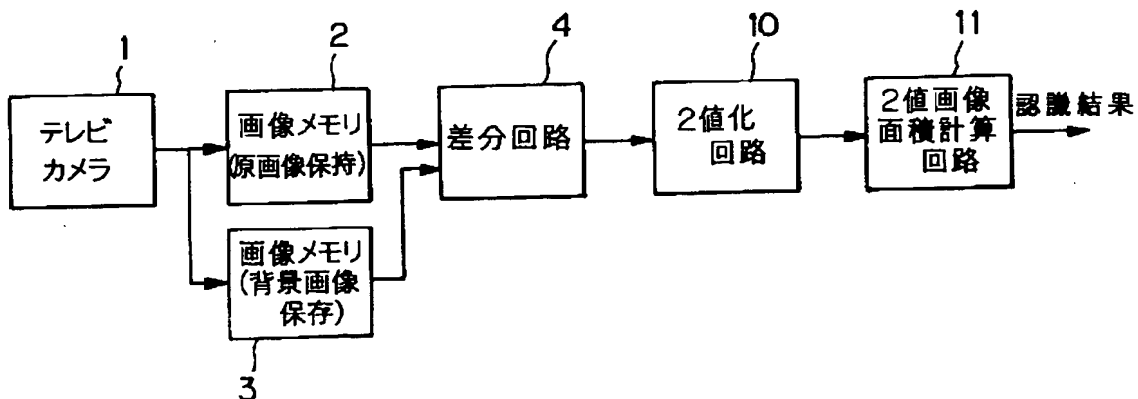 1
テレビ
カメラ
2
画像メモリ
(原画像保持)
画像メモリ
(背景画像
保存)
3
4
差分回路
10
2値化
回路
11
2値画像
面積計算
回路
認識結果